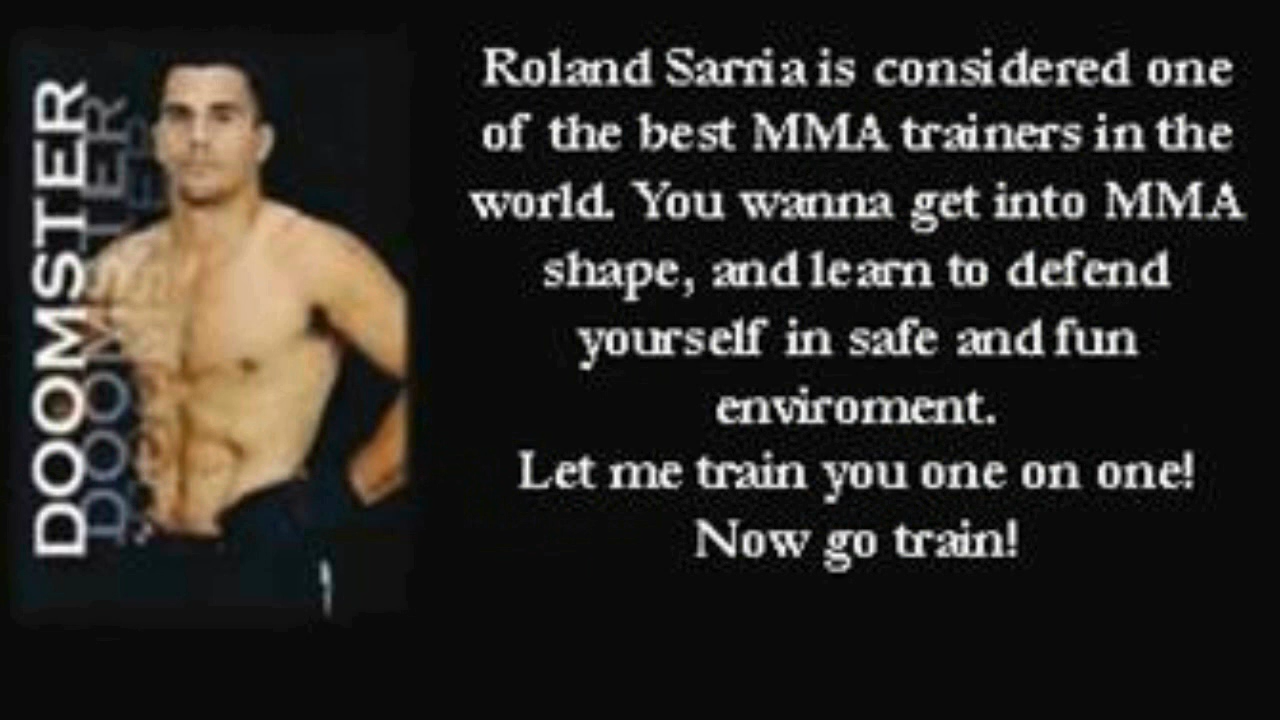 DOOMSTER
DOOMSTER
Roland Sarria is considered one
of the best MMA trainers in the
world. You wanna get into MMA
shape, and learn to defend
yourself in safe and fun
enviroment.
Let me train you one on one!
Now go train!